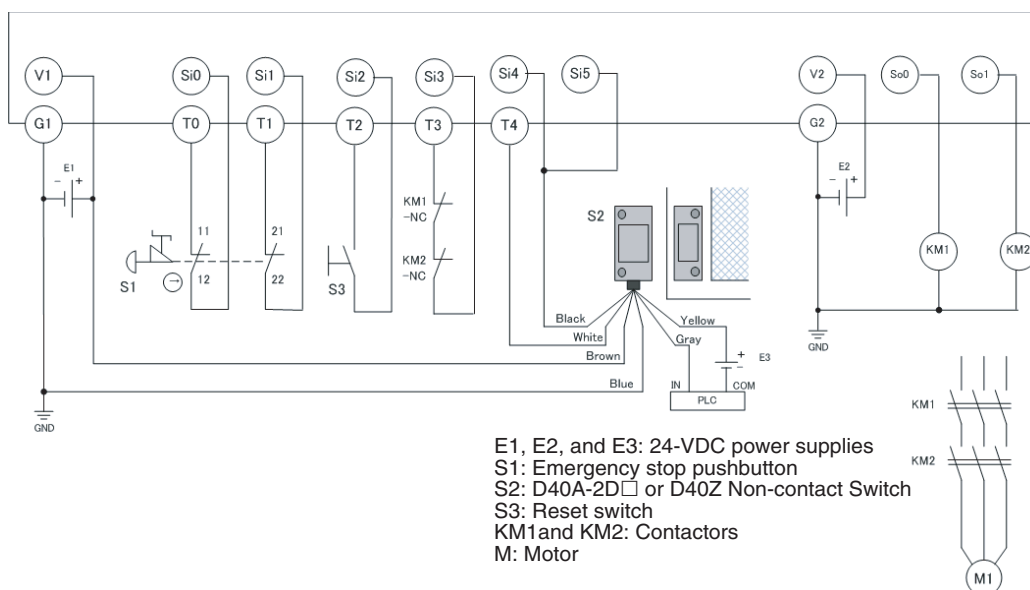 V1 Si0 Si1 Si2 Si3 Si4 Si5 V2 So0 So1
G1 T0 T1 T2 T3 T4 G2
E1
- +
E2
- +
KM1
-NC
KM2
-NC
S1
11
12
21
22
S3
S2
KM1
KM2
Black
White
Brown
Blue
Yellow
Gray
+
-
E3
IN
COM
PLC
GND
GND
KM1
KM2
M1
E1, E2, and E3: 24-VDC power supplies
S1: Emergency stop pushbutton
S2: D40A-2D□ or D40Z Non-contact Switch
S3: Reset switch
KM1and KM2: Contactors
M: Motor